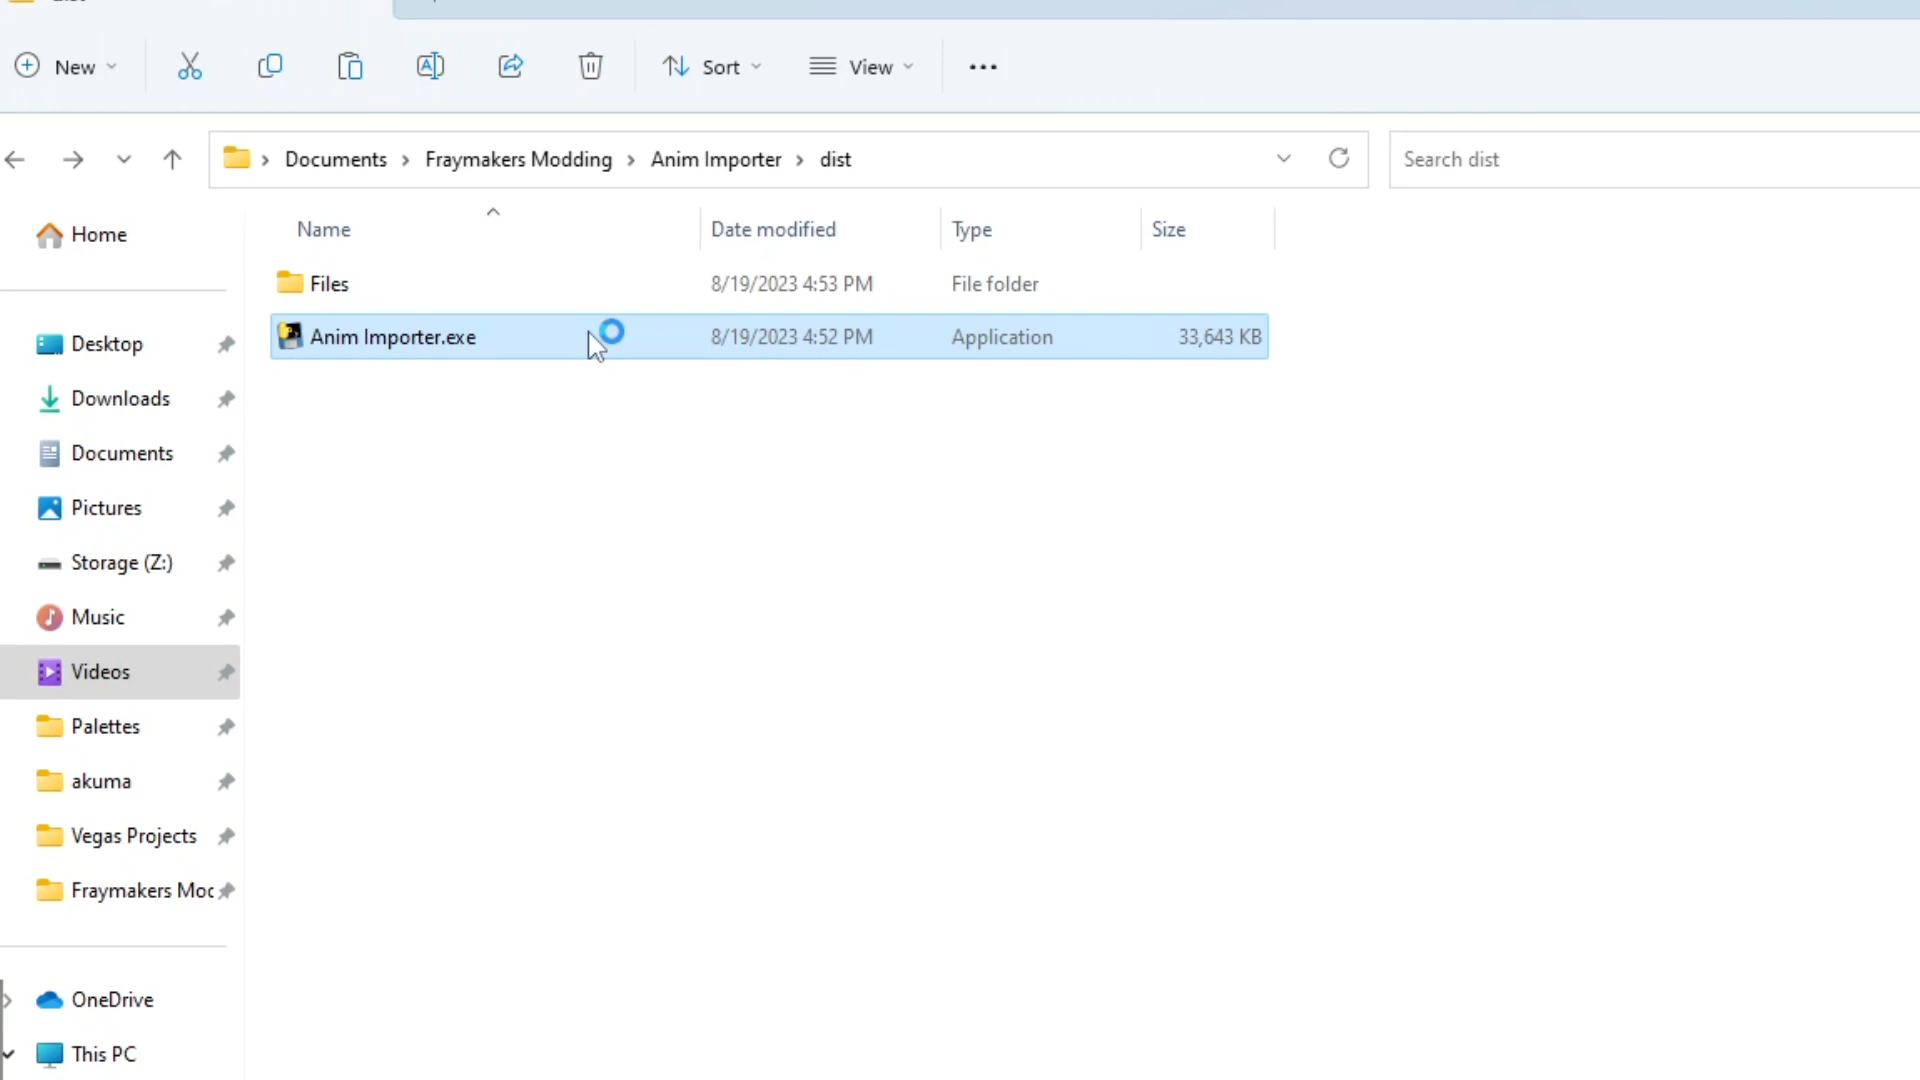 New
Sort
View
Documents
Fraymakers Modding
Anim Importer
dist
Search dist
Name
Date modified
Type
Size
Home
Files
8/19/2023 4:53 PM
File folder
Anim Importer.exe
8/19/2023 4:52 PM
Application
33,643 KB
Desktop
Downloads
Documents
Pictures
Storage (Z:)
Music
Videos
Palettes
akuma
Vegas Projects
Fraymakers Moc
OneDrive
This PC